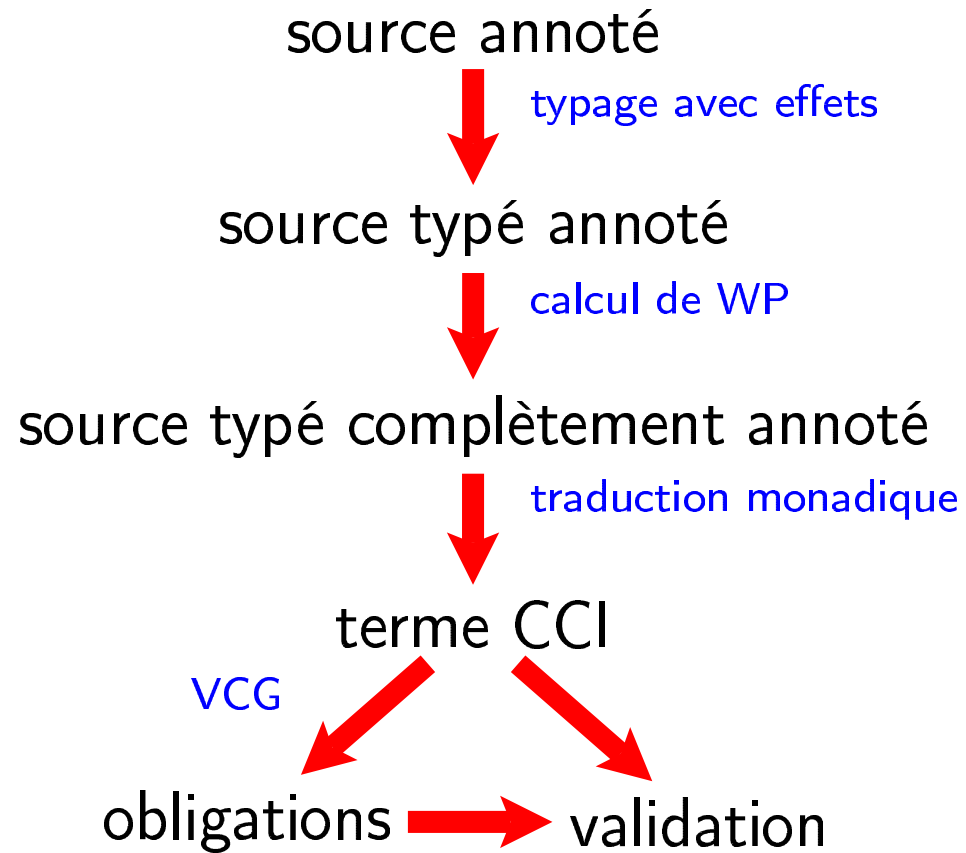 source annoté
typage avec effets
source typé annoté
calcul de WP
source typé complètement annoté
traduction monadique
terme CCI
VCG
obligations
validation